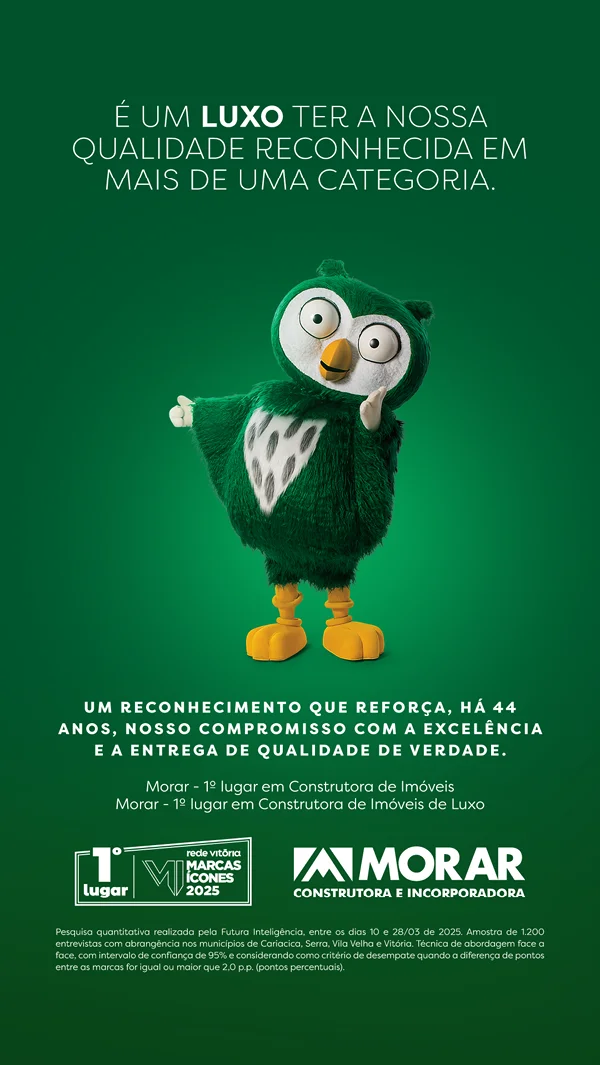 É UM LUXO TER A NOSSA
QUALIDADE RECONHECIDA EM
MAIS DE UMA CATEGORIA.
UM RECONHECIMENTO QUE REFORÇA, HÁ 44
ANOS, NOSSO COMPROMISSO COM A EXCELÊNCIA
E A ENTREGA DE QUALIDADE DE VERDADE.
Morar - 1º lugar em Construtora de Imóveis
Morar - 1º lugar em Construtora de Imóveis de Luxo
1º
lugar
MI
rede vitória
MARCAS
ÍCONES
2025
MORAR
CONSTRUTORA E INCORPORADORA
Pesquisa quantitativa realizada pela Futura Inteligência, entre os dias 10 e 28/03 de 2025. Amostra de 1.200
entrevistas com abrangência nos municípios de Cariacica, Serra, Vila Velha e Vitória. Técnica de abordagem face a
face, com intervalo de confiança de 95% e considerando como critério de desempate quando a diferença de pontos
entre as marcas for igual ou maior que 2,0 p.p. (pontos percentuais).